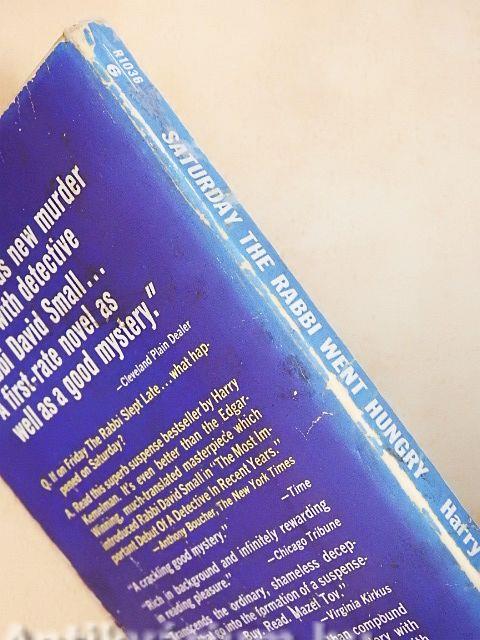 R1036
SATURDAY THE RABBI WENT HUNGRY Harry
new murder
with detective
David Small ...
A first-rate novel as
well as a good mystery."
—Cleveland Plain Dealer
Q. If on Friday The Rabbi Slept Late . . . what hap-
pened on Saturday?
A. Read this superb suspense bestseller by Harry
Kemelman. It's even better than the Edgar-
Winning, much-translated masterpiece which
introduced Rabbi David Small in "The Most Im-
portant Debut Of A Detective In Recent Years."
—Anthony Boucher, The New York Times
"A crackling good mystery."
—Time
"Rich in background and infinitely rewarding
in reading pleasure."
—Chicago Tribune
"Transcends the ordinary, shameless decep-
go into the formation of a suspense-
Buy. Read. Mazel Tov."
—Virginia Kirkus
compound
with